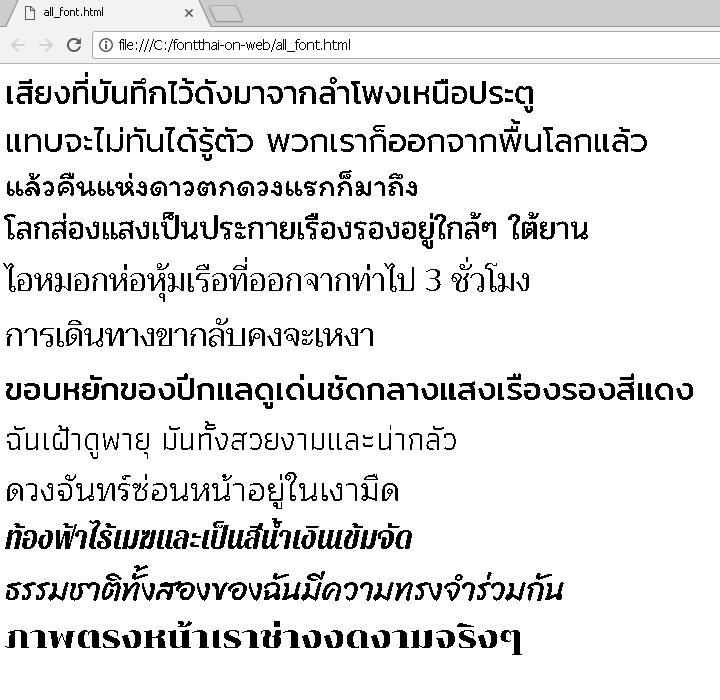 all_font.html
file:///C:/fontthai-on-web/all_font.html
เสียงที่บันทึกไว้ดังมาจากลำโพงเหนือประตู
แทบจะไม่ทันได้รู้ตัว พวกเราก็ออกจากพื้นโลกแล้ว
แล้วคืนแห่งดาวตกดวงแรกก็มาถึง
โลกส่องแสงเป็นประกายเรืองรองอยู่ใกล้ๆ ใต้ยาน
ไอหมอกห่อหุ้มเรือที่ออกจากท่าไป 3 ชั่วโมง
การเดินทางขากลับคงจะเหงา
ขอบหยักของปีกแลดูเด่นชัดกลางแสงเรืองรองสีแดง
ฉันเฝ้าดูพายุ มันทั้งสวยงามและน่ากลัว
ดวงจันทร์ซ่อนหน้าอยู่ในเงามืด
ท้องฟ้าไร้เมฆและเป็นสีน้ำเงินเข้มจัด
ธรรมชาติทั้งสองของฉันมีความทรงจำร่วมกัน
ภาพตรงหน้าเราช่างงดงามจริงๆ